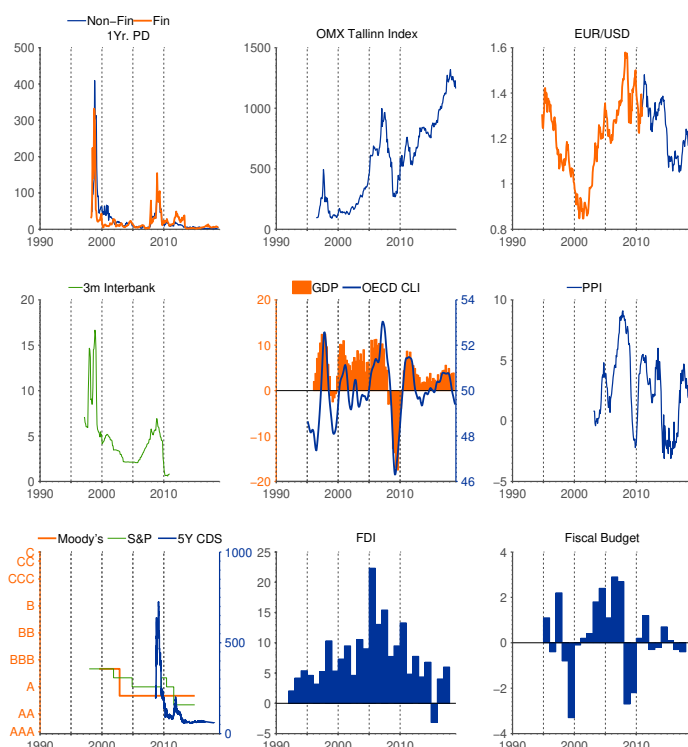 Non−Fin Fin
1Yr. PD
OMX Tallinn Index
EUR/USD
500
400
300
200
100
0
1990 2000 2010
1500
1000
500
0
1990 2000 2010
1.6
1.4
1.2
1
0.8
1990 2000 2010
3m Interbank
GDP OECD CLI
PPI
20
15
10
5
0
1990 2000 2010
20
10
0
−10
−20
54
52
50
48
46
1990 2000 2010
10
5
0
−5
1990 2000 2010
Moody's S&P 5Y CDS
FDI
Fiscal Budget
C
CC
CCC
B
BB
BBB
A
AA
AAA
1000
500
0
1990 2000 2010
25
20
15
10
5
0
−5
1990 2000 2010
4
2
0
−2
−4
1990 2000 2010